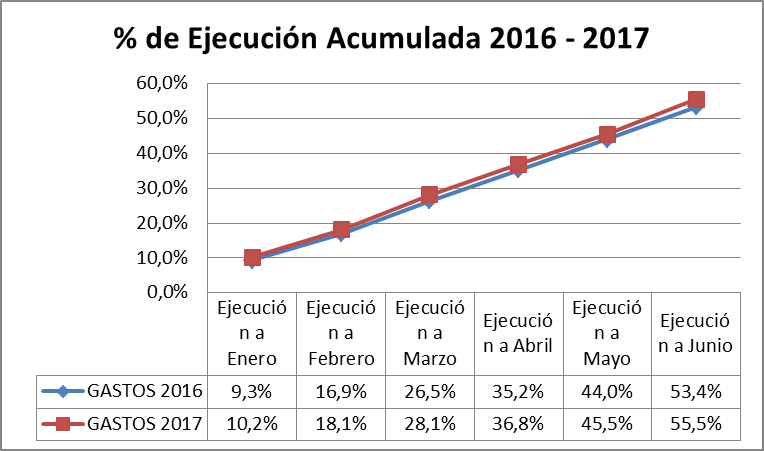 % de Ejecución Acumulada 2016 - 2017
60,0%
50,0%
40,0%
30,0%
20,0%
10,0%
0,0%
Ejecució
n a
Enero
Ejecució
n a
Febrero
Ejecució
n a
Marzo
Ejecució
n a Abril
Ejecució
n a
Mayo
Ejecució
n a Junio
GASTOS 2016 9,3% 16,9% 26,5% 35,2% 44,0% 53,4%
GASTOS 2017 10,2% 18,1% 28,1% 36,8% 45,5% 55,5%